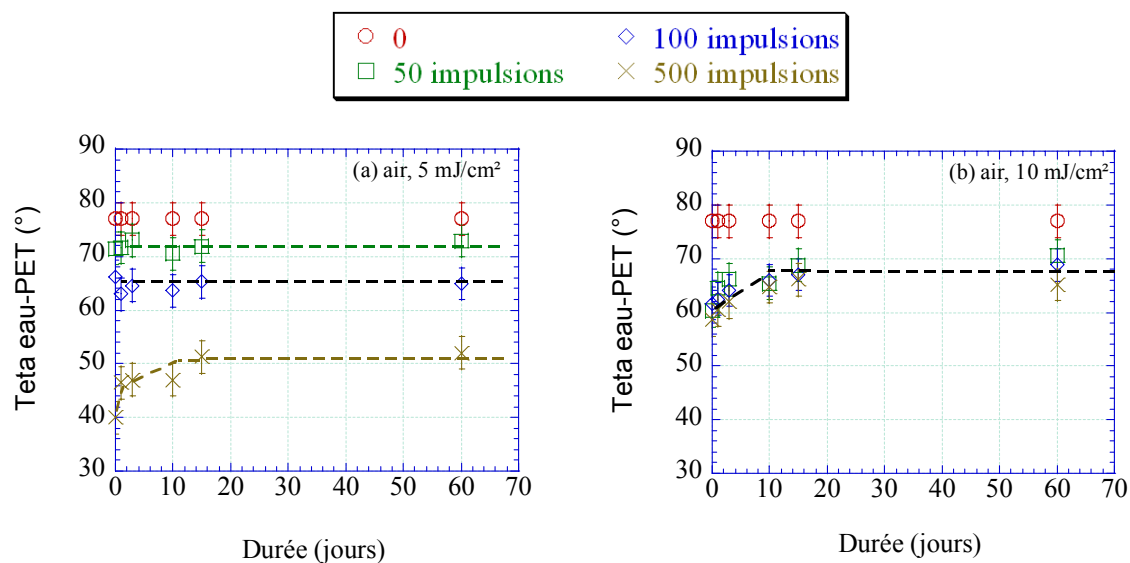 0
100 impulsions
50 impulsions
500 impulsions
90
80
70
60
50
40
30
Teta eau-PET (°)
(a) air, 5 mJ/cm²
0 10 20 30 40 50 60 70
Durée (jours)
90
80
70
60
50
40
30
Teta eau-PET (°)
(b) air, 10 mJ/cm²
0 10 20 30 40 50 60 70
Durée (jours)